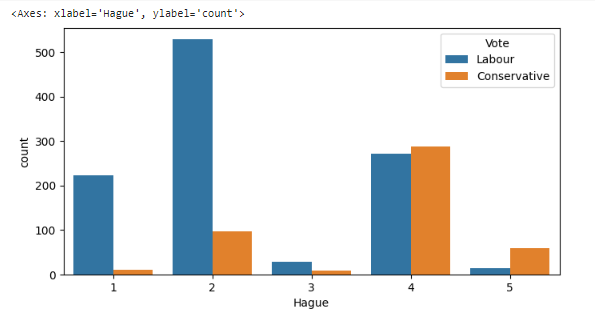 <Axes: xlabel='Hague', ylabel='count'>
Vote
Labour
Conservative
500
400
300
200
100
0
count
1 2 3 4 5
Hague